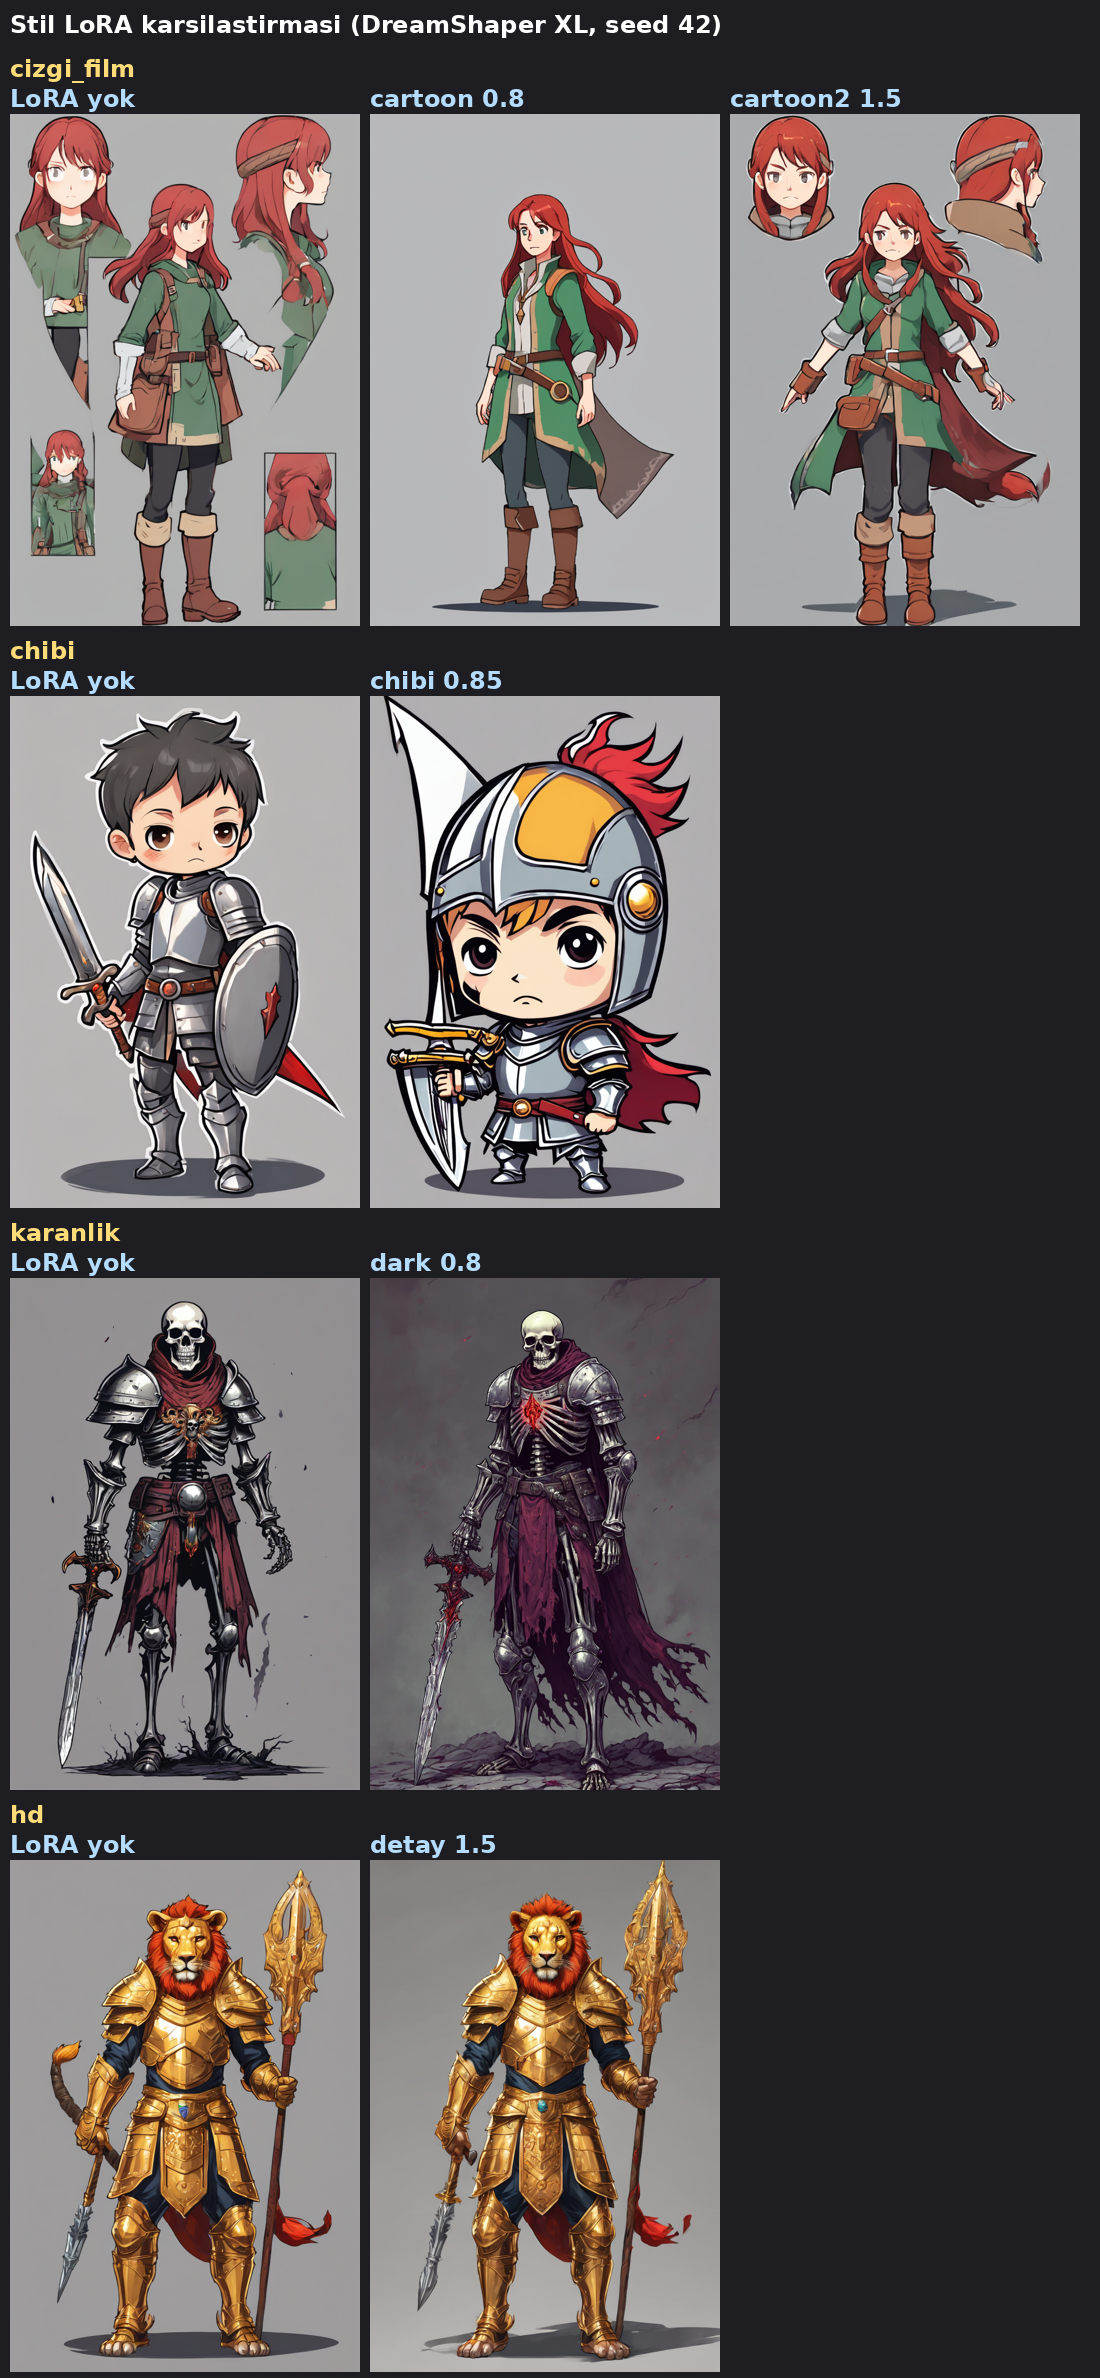 Stil LoRA karsilastirmasi (DreamShaper XL, seed 42)
cizgi_film
LoRA yok cartoon 0.8 cartoon2 1.5
chibi
LoRA yok chibi 0.85
karanlik
LoRA yok dark 0.8
hd
LoRA yok detay 1.5